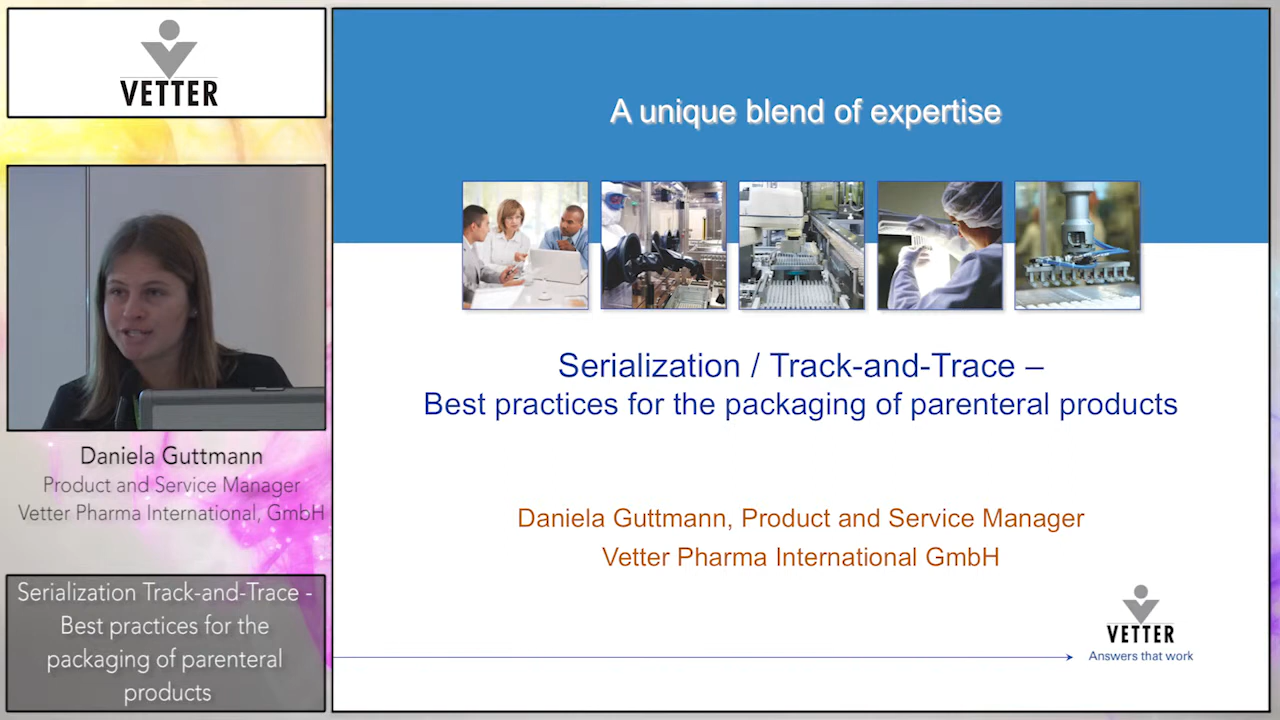 VETTER
Daniela Guttmann
Product and Service Manager
Vetter Pharma International, GmbH
Serialization Track-and-Trace -
Best practices for the
packaging of parenteral
products
A unique blend of expertise
Serialization / Track-and-Trace –
Best practices for the packaging of parenteral products
Daniela Guttmann, Product and Service Manager
Vetter Pharma International GmbH
VETTER
Answers that work